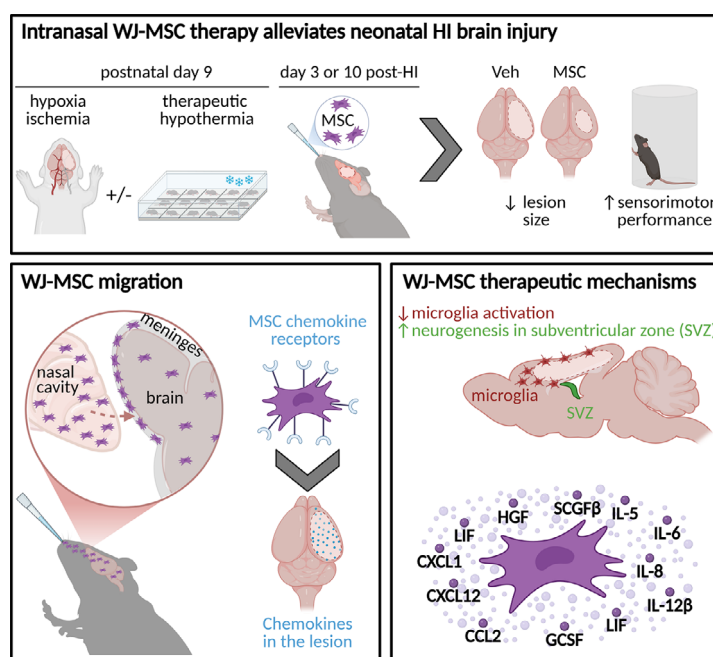 Intranasal WJ-MSC therapy alleviates neonatal HI brain injury
postnatal day 9
day 3 or 10 post-HI
hypoxia
ischemia
therapeutic
hypothermia
+/-
MSC
Veh
MSC
↓ lesion
size
↑ sensorimotor
performance
WJ-MSC migration
nasal
cavity
meninges
brain
MSC chemokine
receptors
Chemokines
in the lesion
WJ-MSC therapeutic mechanisms
↓ microglia activation
↑ neurogenesis in subventricular zone (SVZ)
microglia
SVZ
SCGFβ
HGF
IL-5
LIF
IL-6
CXCL1
IL-8
CXCL12
IL-12β
CCL2
GCSF
LIF